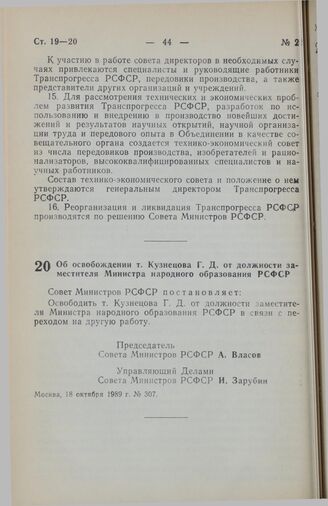 Ст. 19—20 — 44 — № 2
К участию в работе совета директоров в необходимых слу-
чаях привлекаются специалисты и руководящие работники
Транспрогресса РСФСР, передовики производства, а также
представители других организаций и учреждений.
15. Для рассмотрения технических и экономических проб-
лем развития Транспрогресса РСФСР, разработок по ис-
пользованию и внедрению в производство новейших дости-
жений и результатов научных открытий, научной организа-
ции труда и передового опыта в Объединении в качестве со-
вещательного органа создается технико-экономический совет
из числа передовиков производства, изобретателей и рацио-
нализаторов, высококвалифицированных специалистов и на-
учных работников.
Состав технико-экономического совета и положение о нем
утверждаются генеральным директором Транспрогресса
РСФСР.
16. Реорганизация и ликвидация Транспрогресса РСФСР
производятся по решению Совета Министров РСФСР.
20 Об освобождении т. Кузнецова Г. Д. от должности за-
местителя Министра народного образования РСФСР
Совет Министров РСФСР постановляет:
Освободить т. Кузнецова Г. Д. от должности заместите-
ля Министра народного образования РСФСР в связи с пе-
реходом на другую работу.
Председатель
Совета Министров РСФСР А. Власов
Управляющий Делами
Совета Министров РСФСР И. Зарубин
Москва, 18 октября 1989 г. № 307.